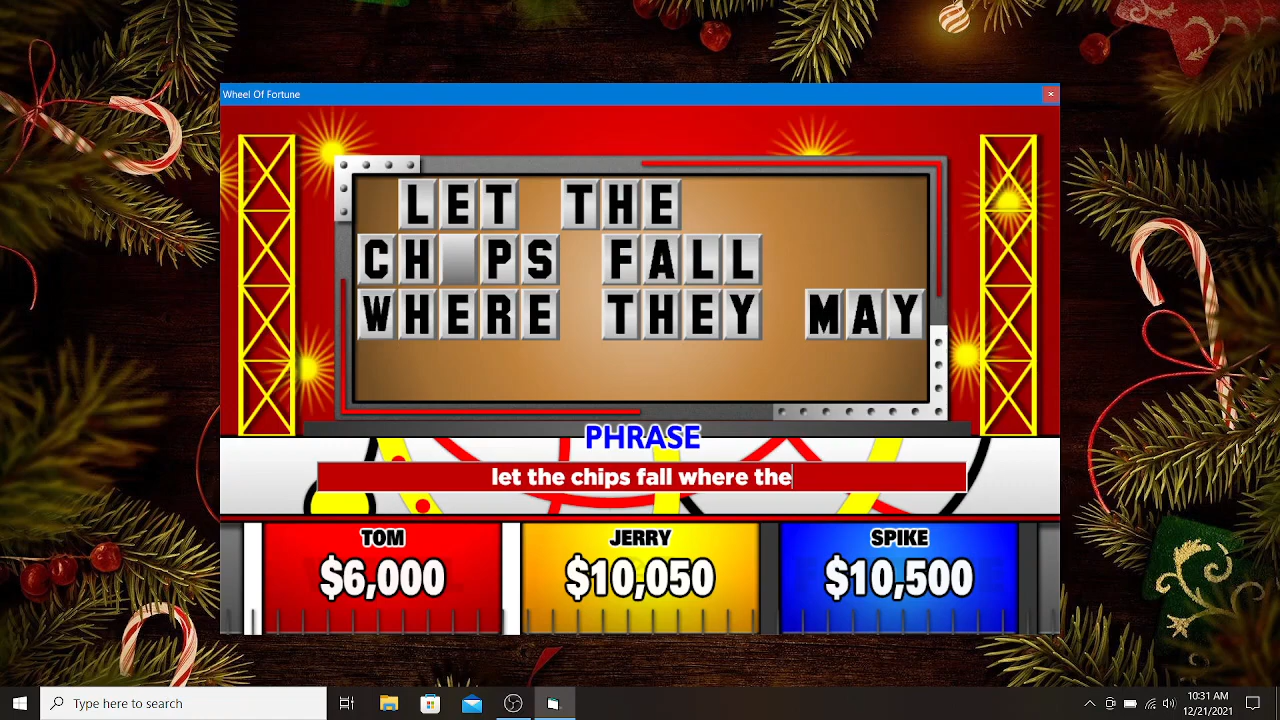 Wheel Of Fortune
LET THE
CH PS FALL
WHERE THEY MAY
PHRASE
let the chips fall where the
TOM
$6,000
JERRY
$10,050
SPIKE
$10,500
Type here to search
10:31 AM
12/21/2021